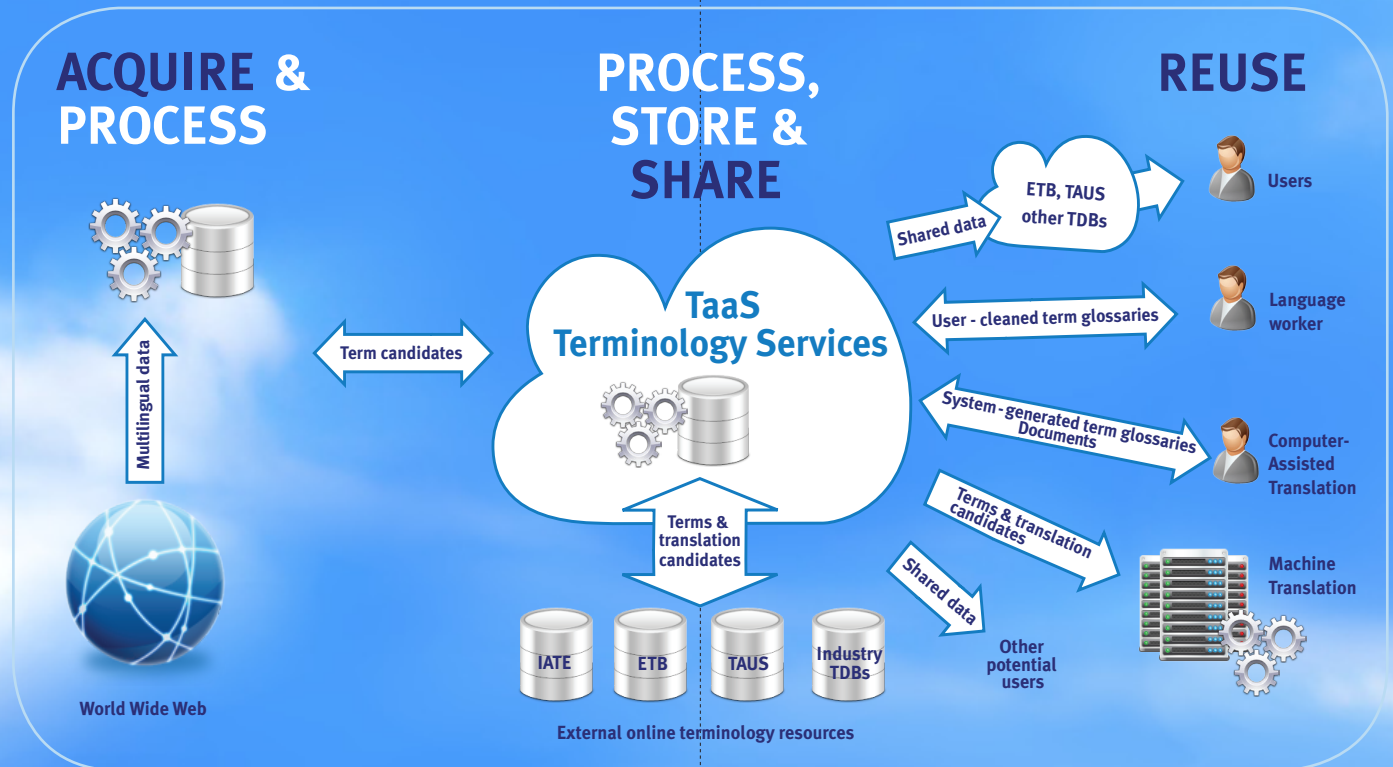 ACQUIRE &
PROCESS
Multilingual data
World Wide Web
Term candidates
PROCESS,
STORE &
SHARE
TaaS
Terminology Services
Terms &
translation
candidates
IATE
ETB
TAUS
Industry
TDBs
External online terminology resources
REUSE
Shared data
ETB, TAUS
other TDBs
Users
User - cleaned term glossaries
Language
worker
System - generated term glossaries
Documents
Computer-
Assisted
Translation
Terms & translation
candidates
Machine
Translation
Shared data
Other
potential
users